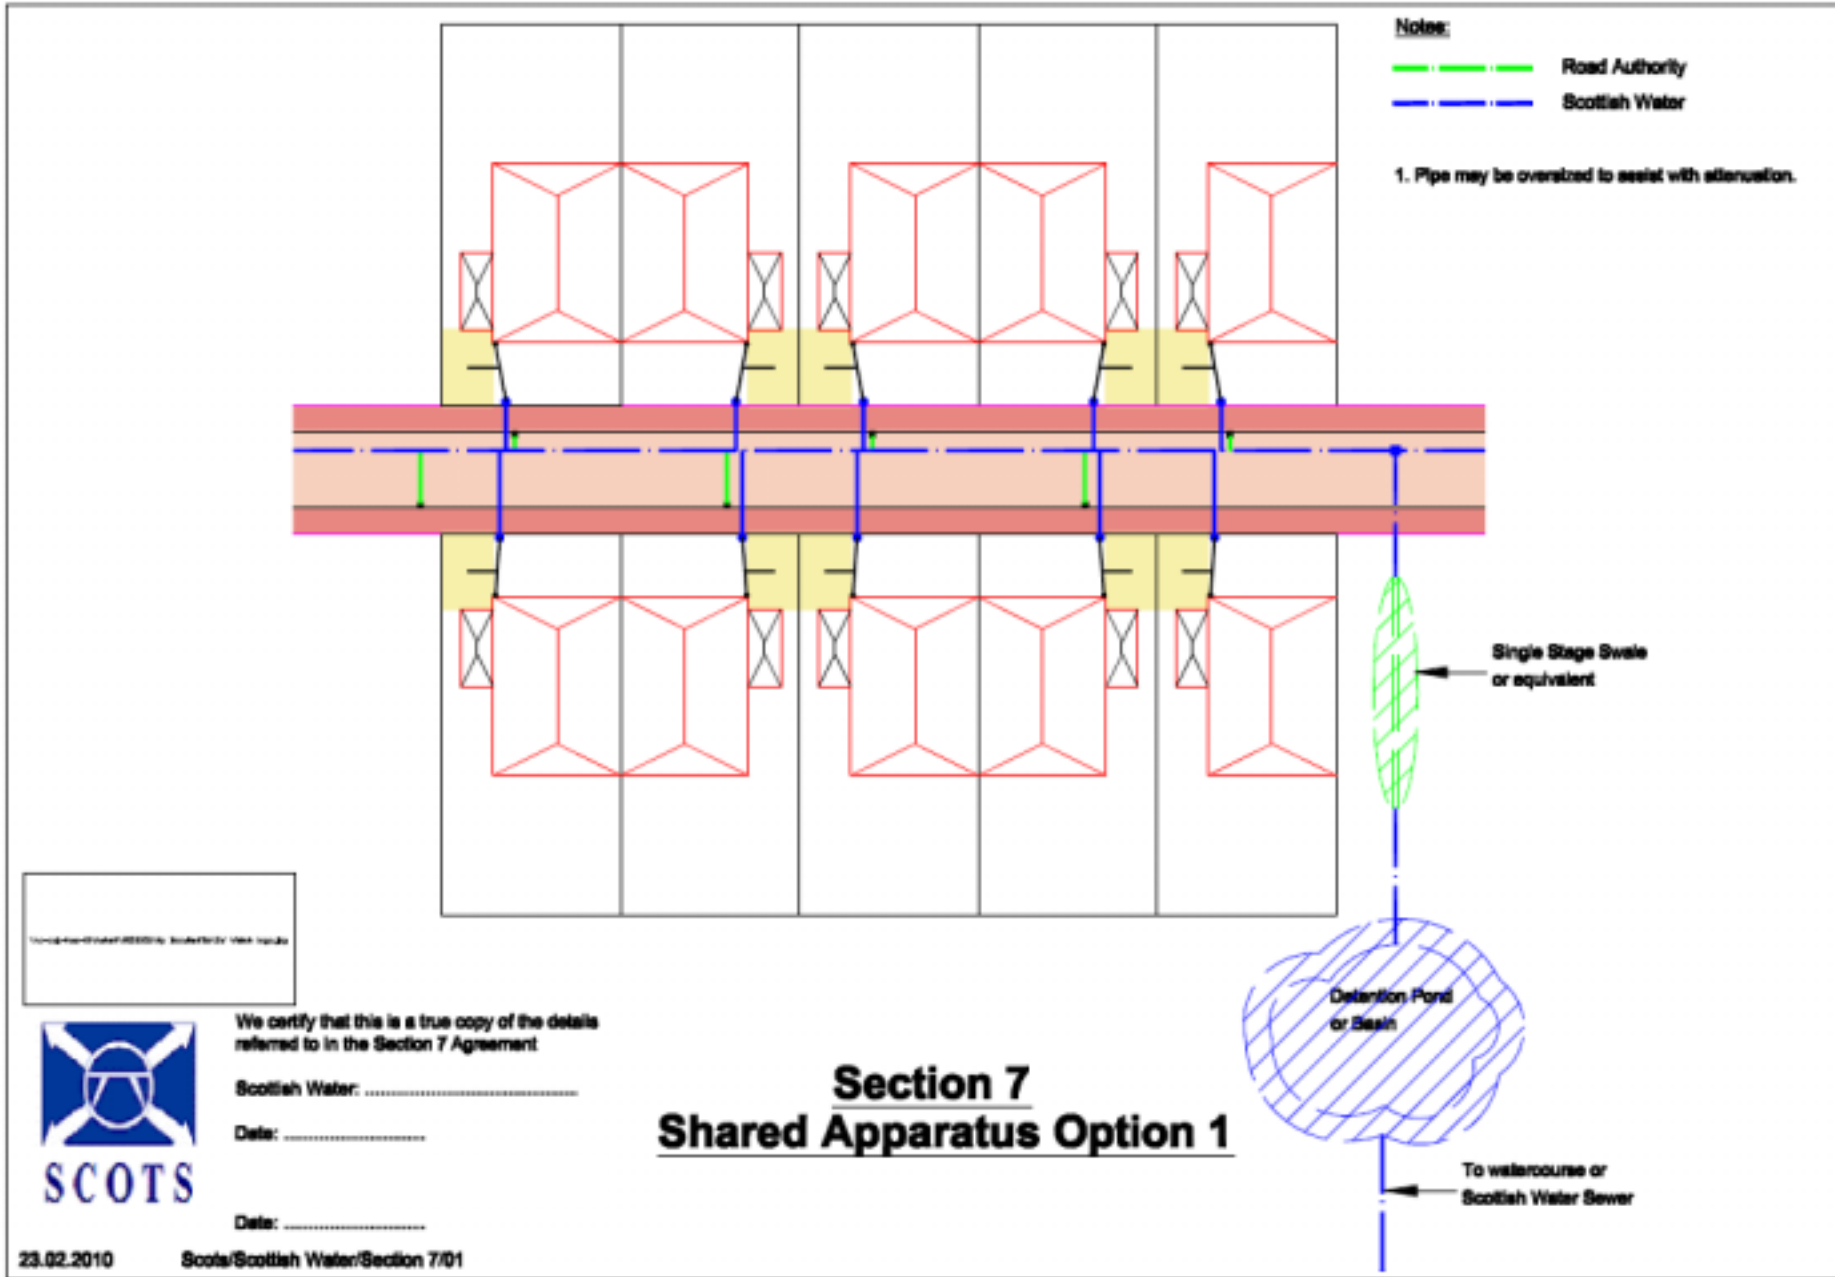 Notes:
Road Authority
Scottish Water
1. Pipe may be oversized to assist with attenuation.
Single Stage Swale
or equivalent
Detention Pond
or Basin
To watercourse or
Scottish Water Sewer
We certify that this is a true copy of the details
referred to in the Section 7 Agreement
Scottish Water: ..........................................
Date: ............................
Date: ............................
SCOTS
Section 7
Shared Apparatus Option 1
23.02.2010
Scots/Scottish Water/Section 7/01